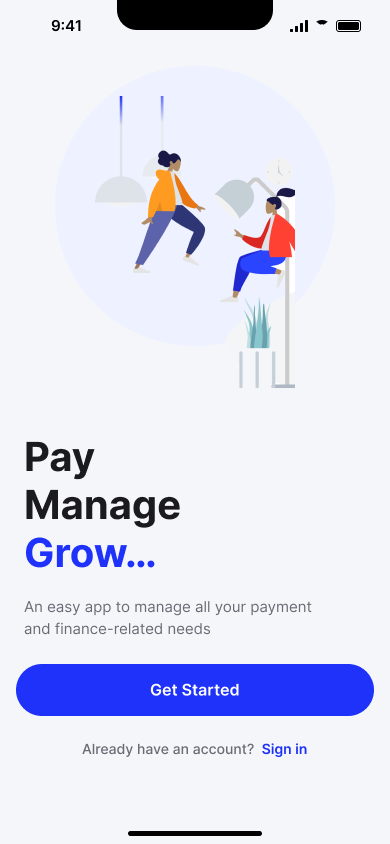 9:41
Pay
Manage
Grow...
An easy app to manage all your payment
and finance-related needs
Get Started
Already have an account? Sign in